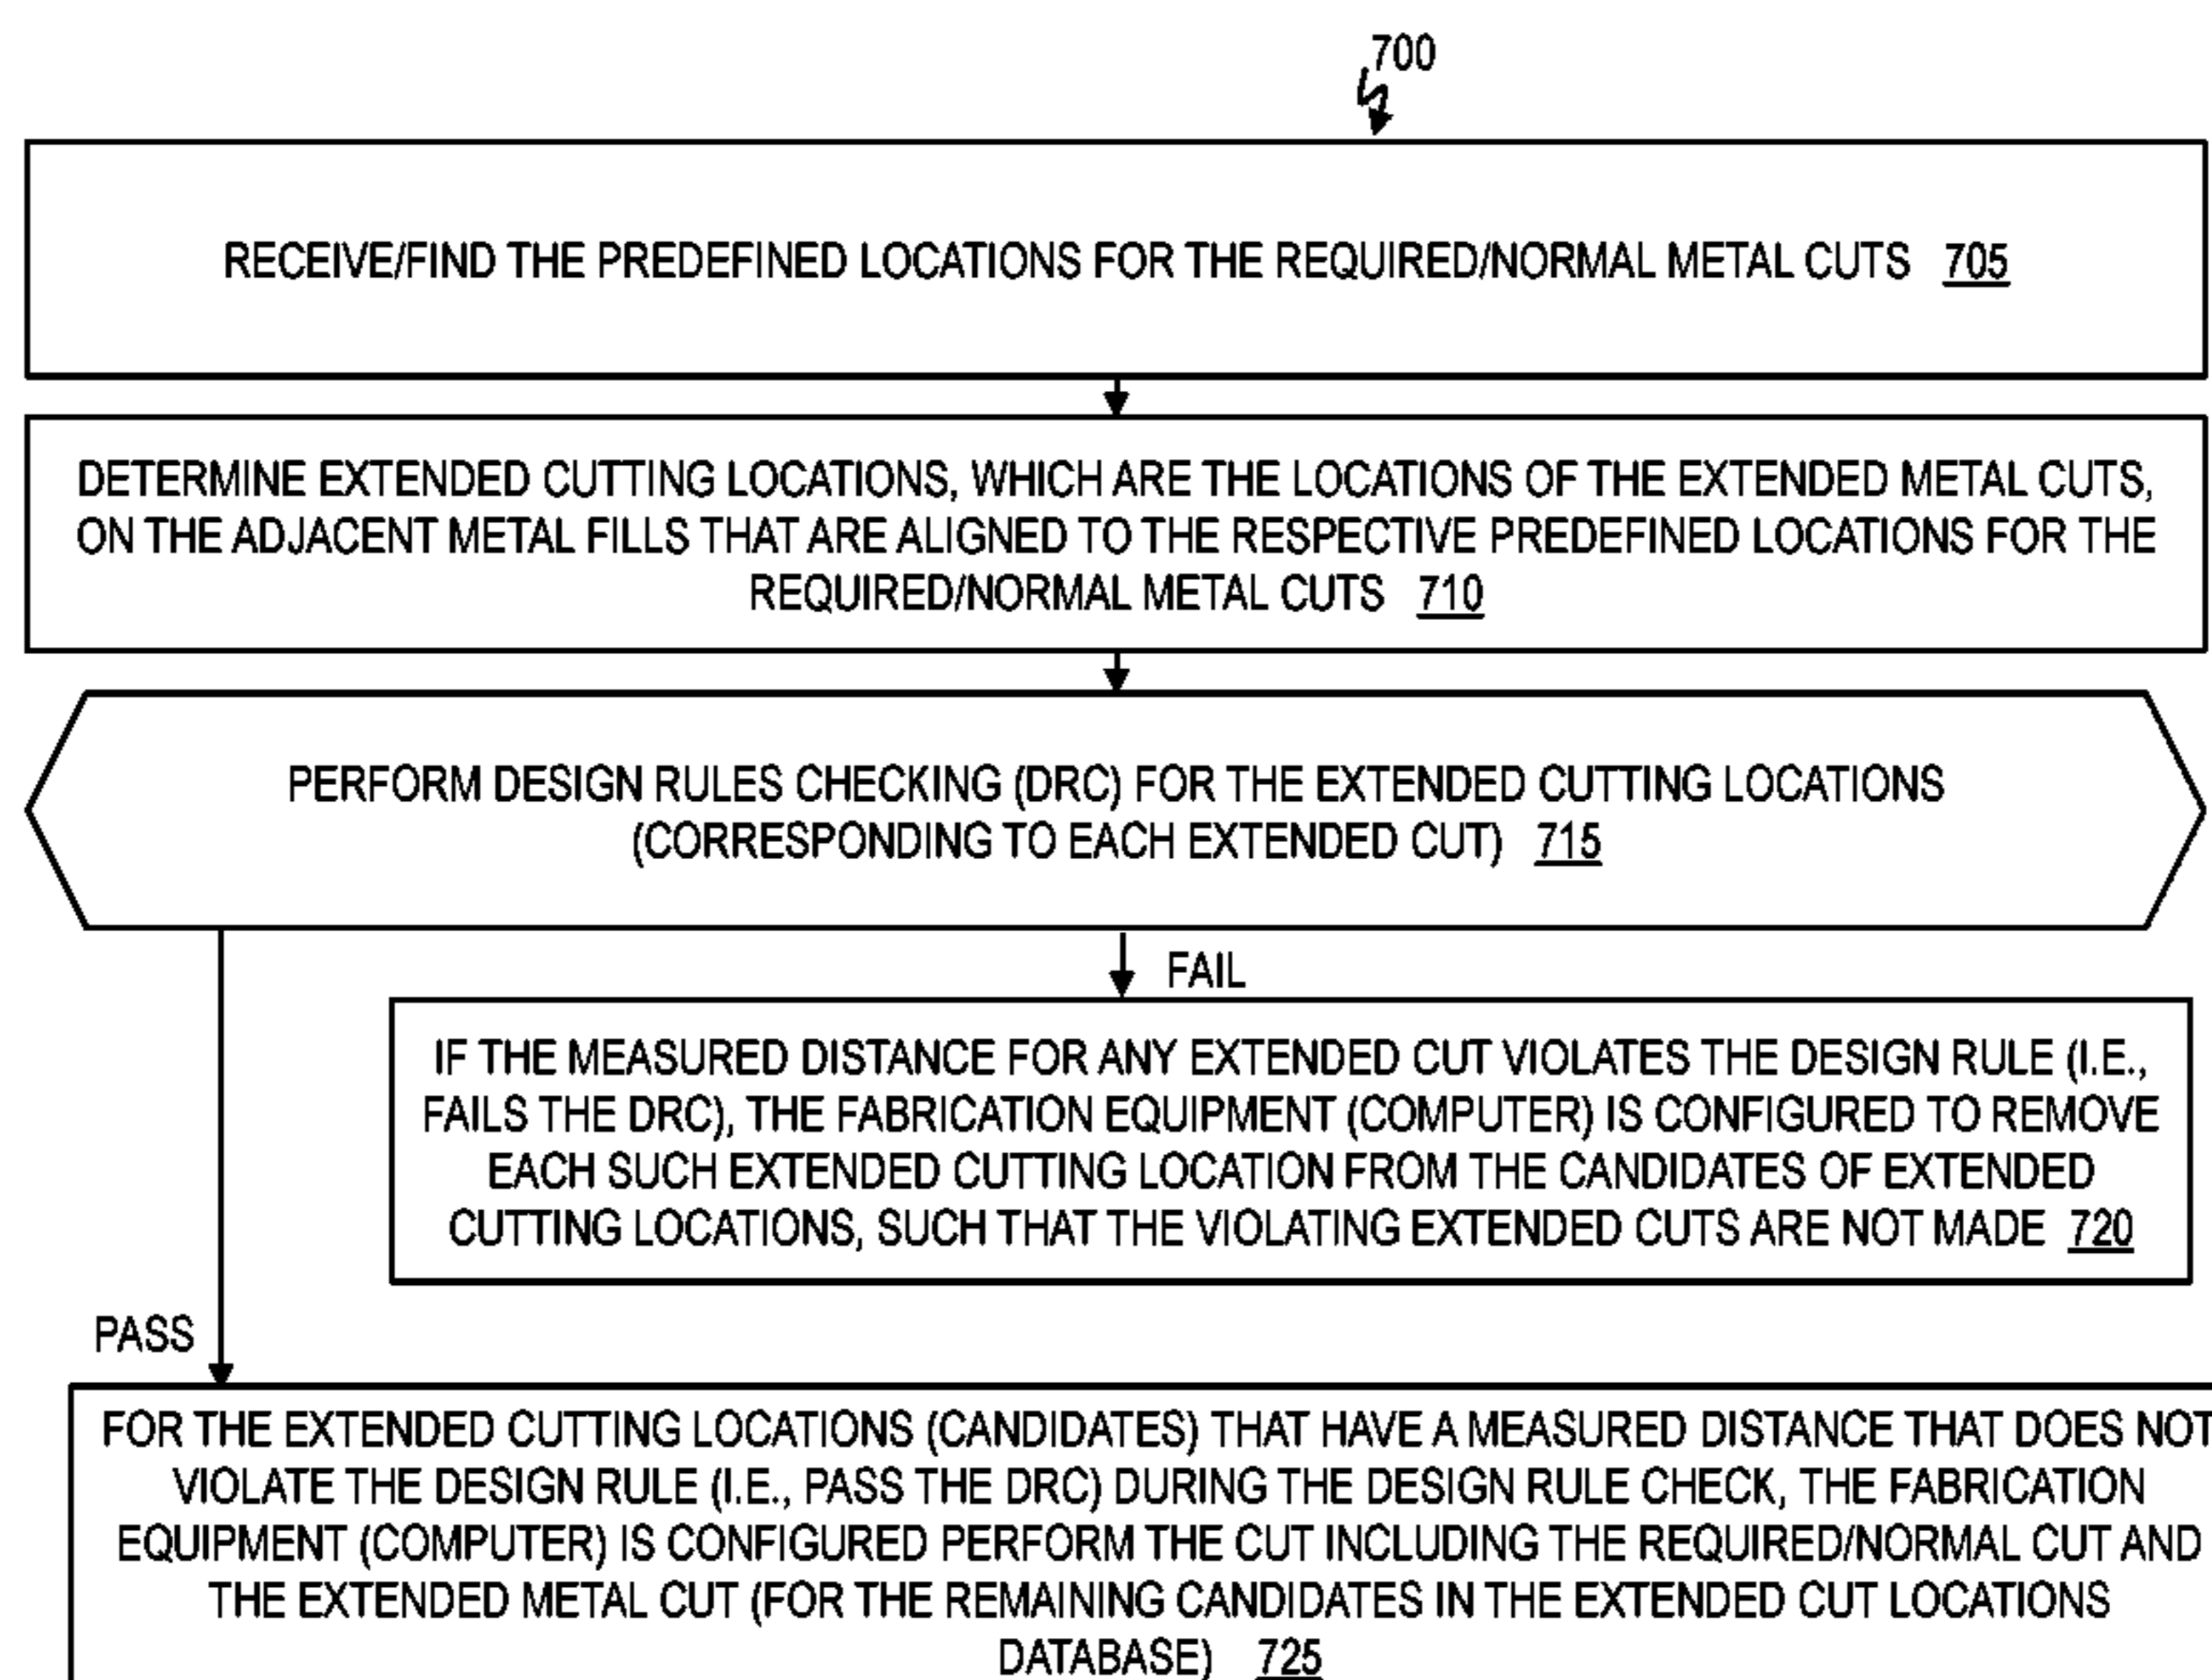 700
RECEIVE/FIND THE PREDEFINED LOCATIONS FOR THE REQUIRED/NORMAL METAL CUTS 705
DETERMINE EXTENDED CUTTING LOCATIONS, WHICH ARE THE LOCATIONS OF THE EXTENDED METAL CUTS,
ON THE ADJACENT METAL FILLS THAT ARE ALIGNED TO THE RESPECTIVE PREDEFINED LOCATIONS FOR THE
REQUIRED/NORMAL METAL CUTS 710
PERFORM DESIGN RULES CHECKING (DRC) FOR THE EXTENDED CUTTING LOCATIONS
(CORRESPONDING TO EACH EXTENDED CUT) 715
FAIL
IF THE MEASURED DISTANCE FOR ANY EXTENDED CUT VIOLATES THE DESIGN RULE (I.E.,
FAILS THE DRC), THE FABRICATION EQUIPMENT (COMPUTER) IS CONFIGURED TO REMOVE
EACH SUCH EXTENDED CUTTING LOCATION FROM THE CANDIDATES OF EXTENDED
CUTTING LOCATIONS, SUCH THAT THE VIOLATING EXTENDED CUTS ARE NOT MADE 720
PASS
FOR THE EXTENDED CUTTING LOCATIONS (CANDIDATES) THAT HAVE A MEASURED DISTANCE THAT DOES NOT
VIOLATE THE DESIGN RULE (I.E., PASS THE DRC) DURING THE DESIGN RULE CHECK, THE FABRICATION
EQUIPMENT (COMPUTER) IS CONFIGURED PERFORM THE CUT INCLUDING THE REQUIRED/NORMAL CUT AND
THE EXTENDED METAL CUT (FOR THE REMAINING CANDIDATES IN THE EXTENDED CUT LOCATIONS
DATABASE) 725